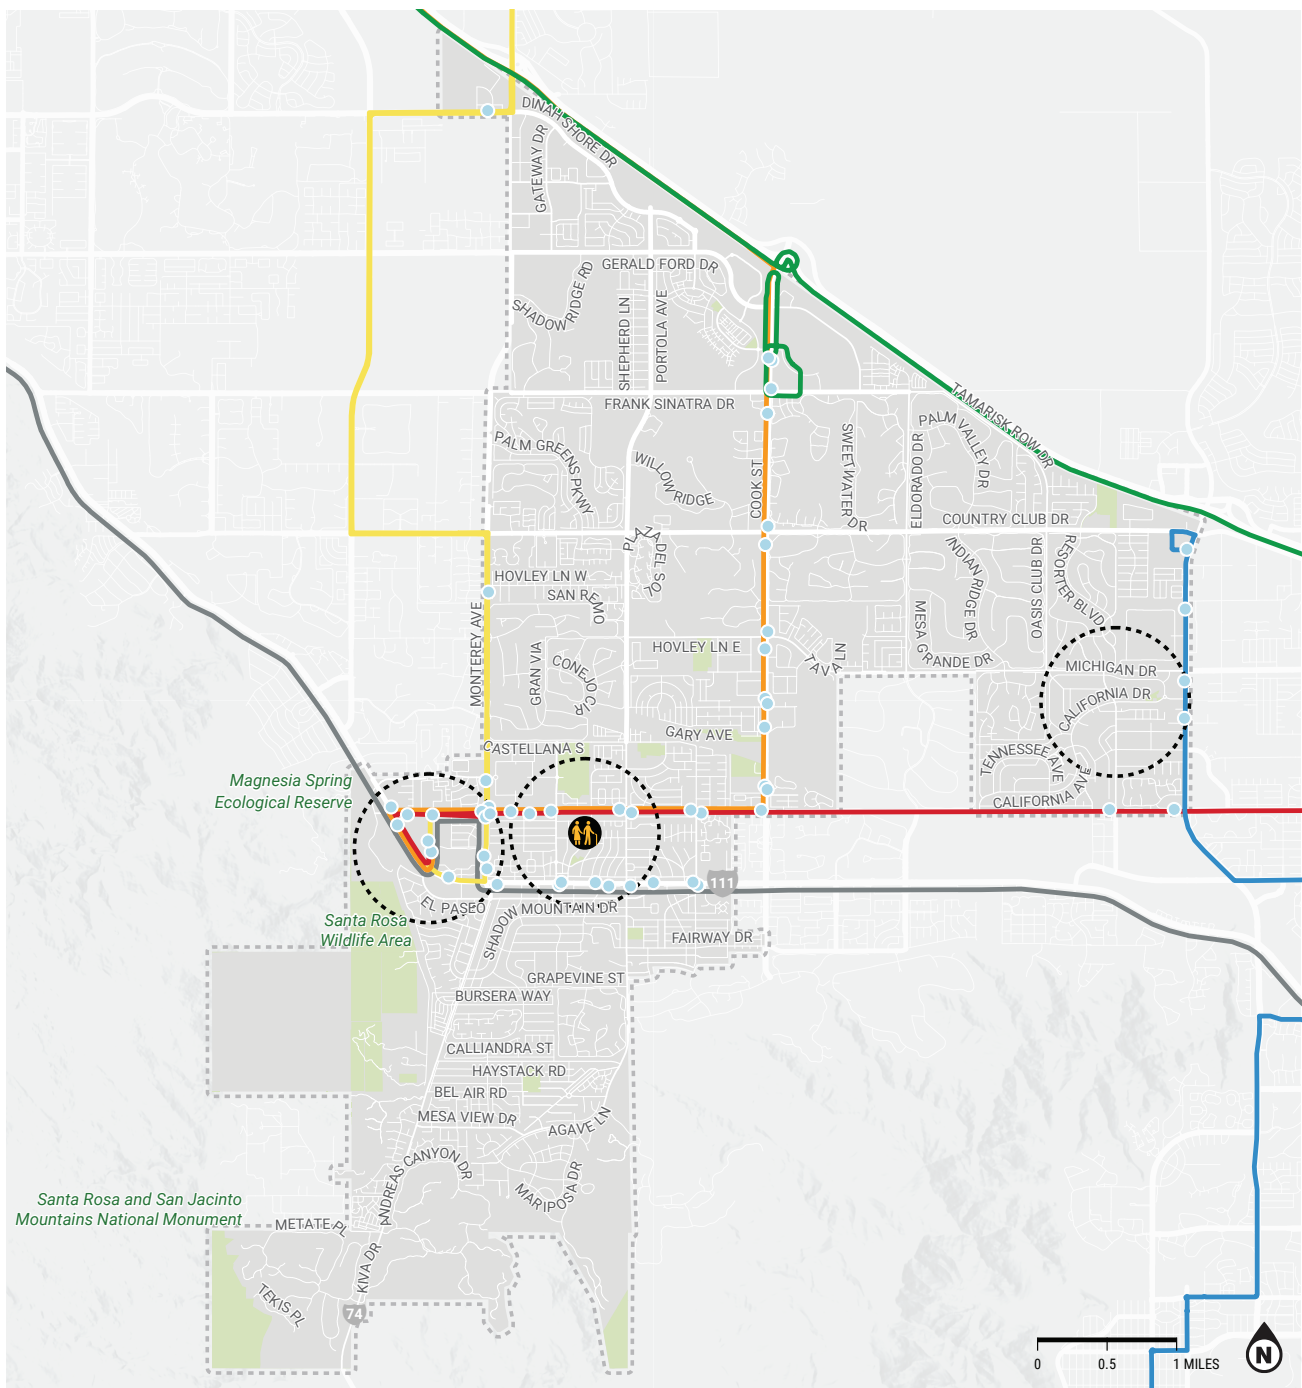 DINAH SHORE DR
GATEWAY DR
GERALD FORD DR
SHADOW RIDGE RD
SHEPHERD LN
PORTOLA AVE
FRANK SINATRA DR
TAMARISK ROW DR
PALM GREENS PKWY
WILLOW RIDGE
COOK ST
SWEETWATER DR
ELDORADO DR
PALM VALLEY DR
COUNTRY CLUB DR
PLAZA DEL SOL
HOVLEY LN W
SAN REMO
INDIAN RIDGE DR
OASIS CLUB DR
RESORTER BLVD
MONTEREY AVE
GRAN VIA
CONEJO CIR
HOVLEY LN E
TAVA LN
MESA GRANDE DR
MICHIGAN DR
CALIFORNIA DR
GARY AVE
CASTELLANA S
TENNESSEE AVE
CALIFORNIA AVE
Magnesia Spring
Ecological Reserve
111
EL PASEO
SHADOW MOUNTAIN DR
Santa Rosa
Wildlife Area
FAIRWAY DR
GRAPEVINE ST
BURSERA WAY
CALLIANDRA ST
HAYSTACK RD
BEL AIR RD
MESA VIEW DR
AGAVE LN
ANDREAS CANYON DR
MARIPOSA DR
Santa Rosa and San Jacinto
Mountains National Monument
METATE PL
KIVA DR
TEKIS PL
74
0 0.5 1 MILES
N